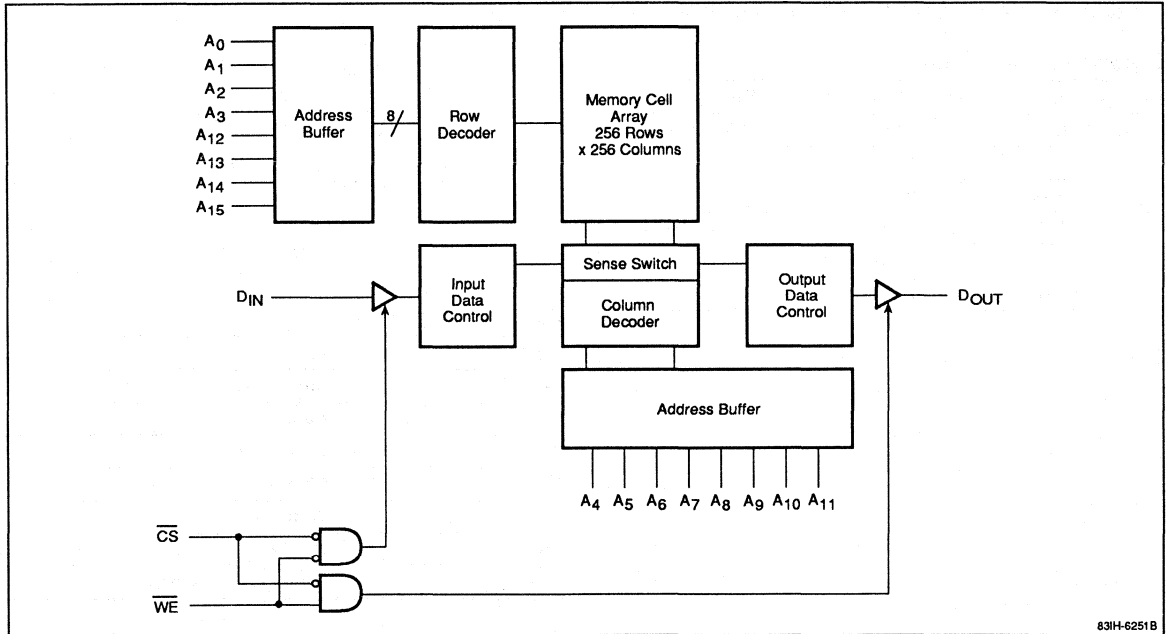 A0
A1
A2
A3
A12
A13
A14
A15
Address
Buffer
8
Row
Decoder
Memory Cell
Array
256 Rows
x 256 Columns
DIN
Input
Data
Control
Sense Switch
Column
Decoder
Output
Data
Control
DOUT
Address Buffer
A4 A5 A6 A7 A8 A9 A10 A11
C̅S̅
W̅E̅
83IH-6251B